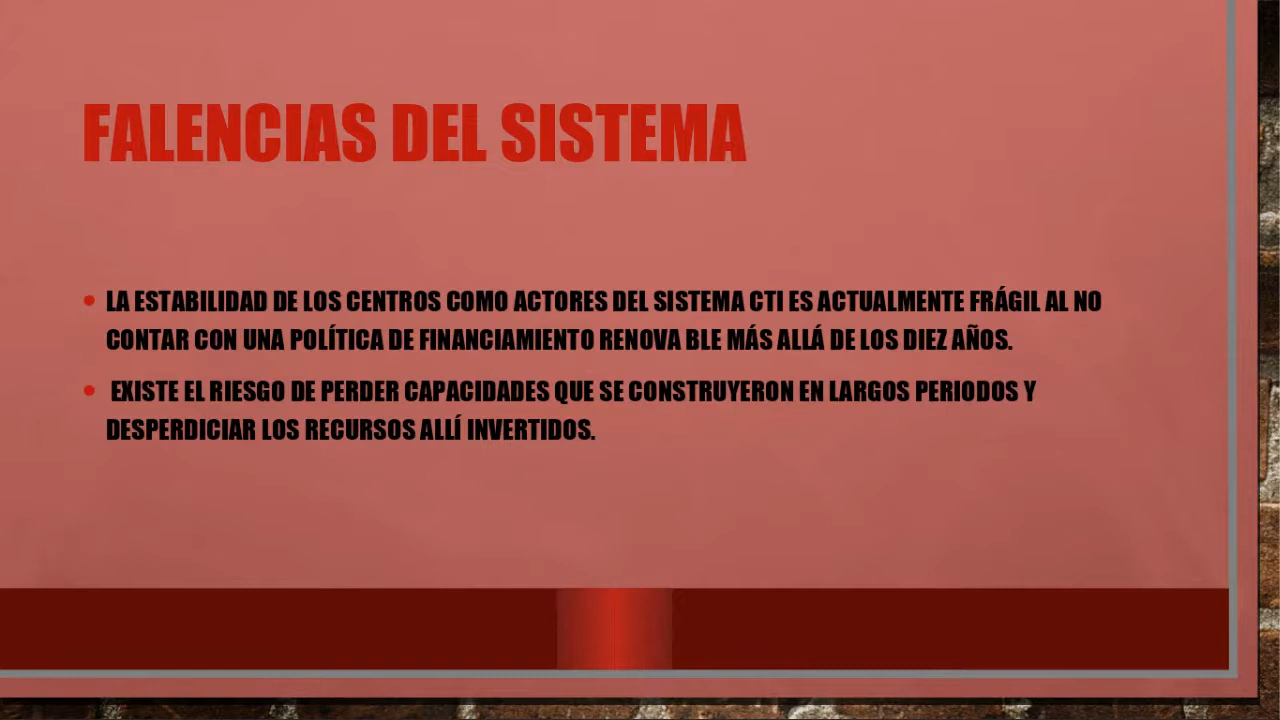 FALENCIAS DEL SISTEMA
• LA ESTABILIDAD DE LOS CENTROS COMO ACTORES DEL SISTEMA CTI ES ACTUALMENTE FRÁGIL AL NO
CONTAR CON UNA POLÍTICA DE FINANCIAMIENTO RENOVA BLE MÁS ALLÁ DE LOS DIEZ AÑOS.
• EXISTE EL RIESGO DE PERDER CAPACIDADES QUE SE CONSTRUYERON EN LARGOS PERIODOS Y
DESPERDICIAR LOS RECURSOS ALLÍ INVERTIDOS.